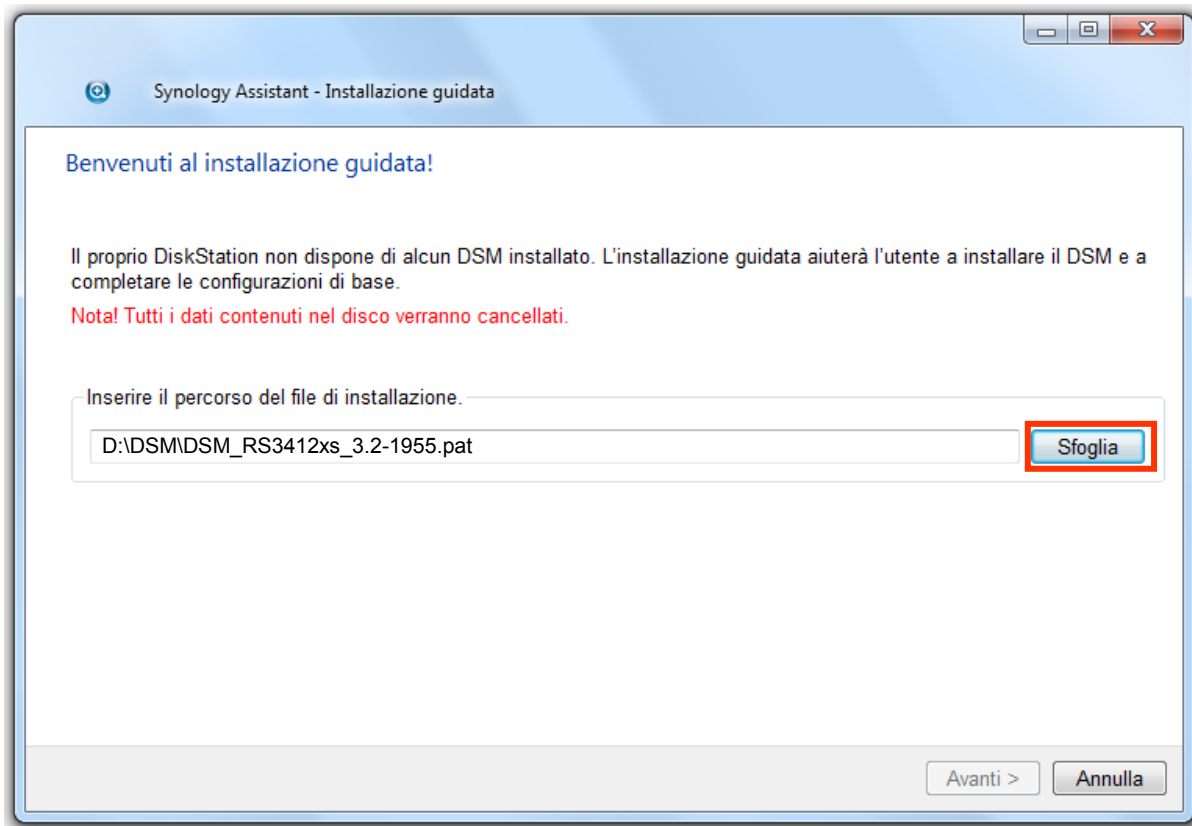 Synology Assistant - Installazione guidata
Benvenuti al installazione guidata!
Il proprio DiskStation non dispone di alcun DSM installato. L'installazione guidata aiuterà l'utente a installare il DSM e a
completare le configurazioni di base.
Nota! Tutti i dati contenuti nel disco verranno cancellati.
Inserire il percorso del file di installazione.
D:\DSM\DSM_RS3412xs_3.2-1955.pat
Sfoglia
Avanti >
Annulla